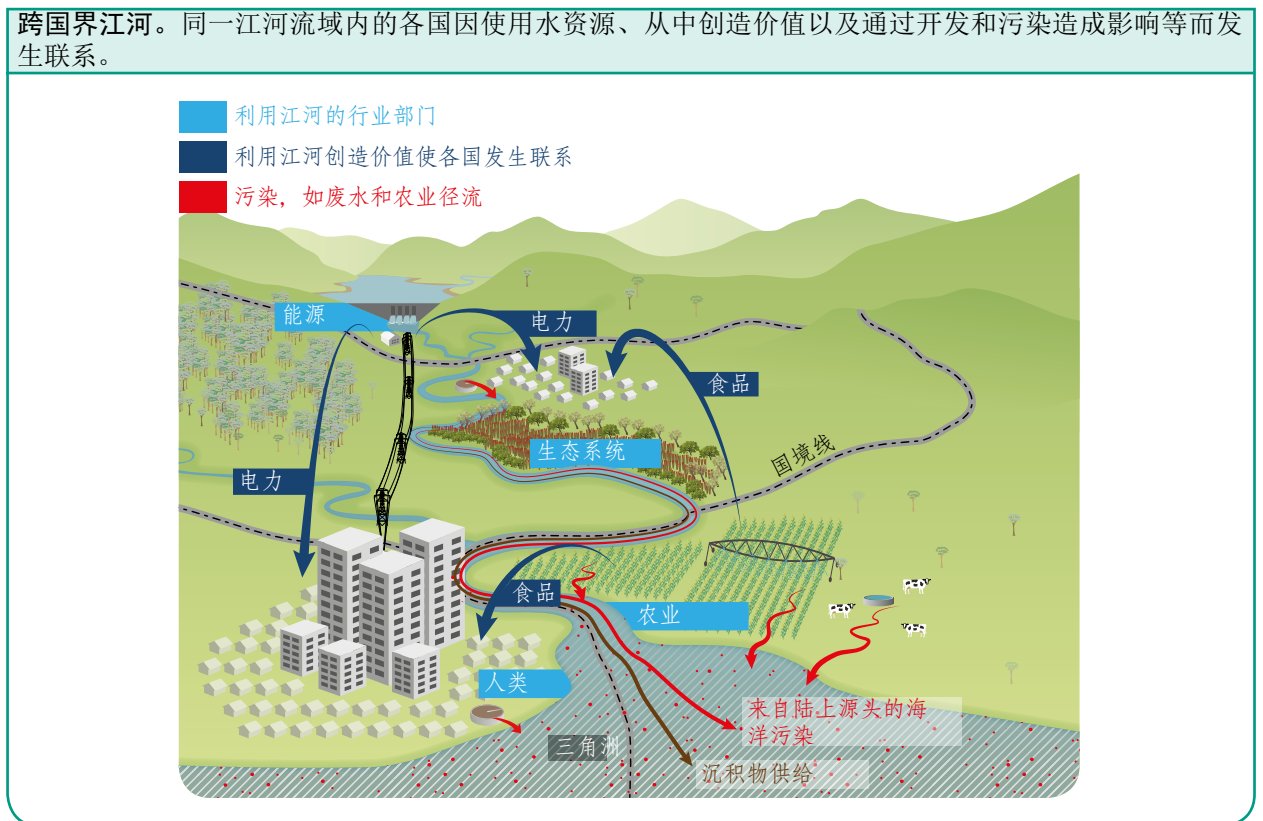 跨国界江河。同一江河流域内的各国因使用水资源、从中创造价值以及通过开发和污染造成影响等而发
生联系。
利用江河的行业部门
利用江河创造价值使各国发生联系
污染，如废水和农业径流
能源
电力
食品
生态系统
国境线
电力
食品
农业
人类
来自陆上源头的海
洋污染
三角洲
沉积物供给